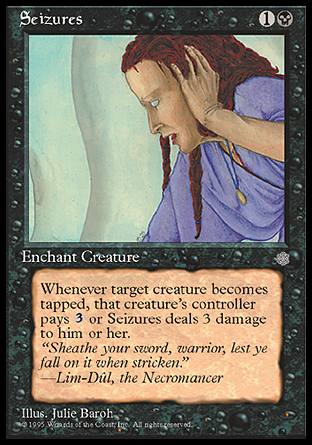 Seizures 1
Enchant Creature
Whenever target creature becomes
tapped, that creature's controller
pays 3 or Seizures deals 3 damage
to him or her.
"Sheathe your sword, warrior, lest ye
fall on it when stricken."
—Lim-Dûl, the Necromancer
Illus. Julie Baroh
©1995 Wizards of the Coast, Inc. All rights reserved.